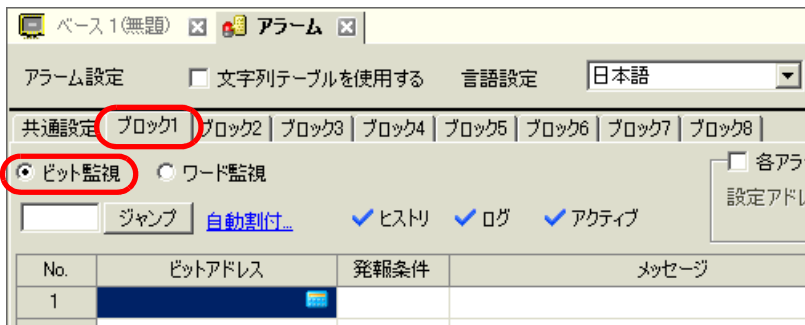 ベース1(無題) アラーム
アラーム設定 文字列テーブルを使用する 言語設定 日本語
共通設定 ブロック1 ブロック2 ブロック3 ブロック4 ブロック5 ブロック6 ブロック7 ブロック8
ビット監視 ワード監視 各アラ
ジャンプ 自動割付... ヒストリ ログ アクティブ 設定アドレ
No. ビットアドレス 発報条件 メッセージ
1